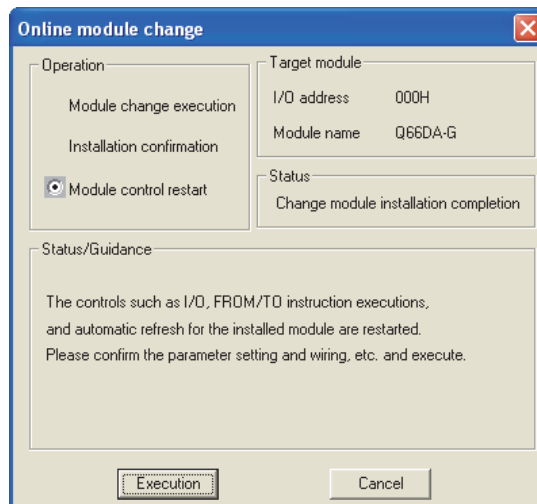 Online module change
Operation
Module change execution
Installation confirmation
Module control restart
Target module
I/O address 000H
Module name Q66DA-G
Status
Change module installation completion
Status/Guidance
The controls such as I/O, FROM/TO instruction executions,
and automatic refresh for the installed module are restarted.
Please confirm the parameter setting and wiring, etc. and execute.
Execution
Cancel